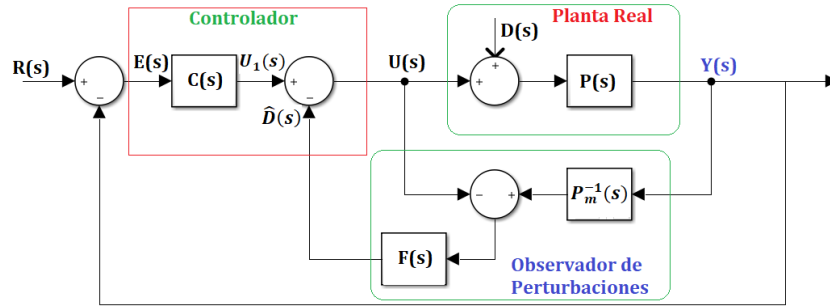 Controlador
Planta Real
D(s)
R(s)
+
−
E(s)
C(s)
U₁(s)
+
−
D̂(s)
U(s)
+
+
P(s)
Y(s)
−
+
Pₘ⁻¹(s)
F(s)
Observador de
Perturbaciones